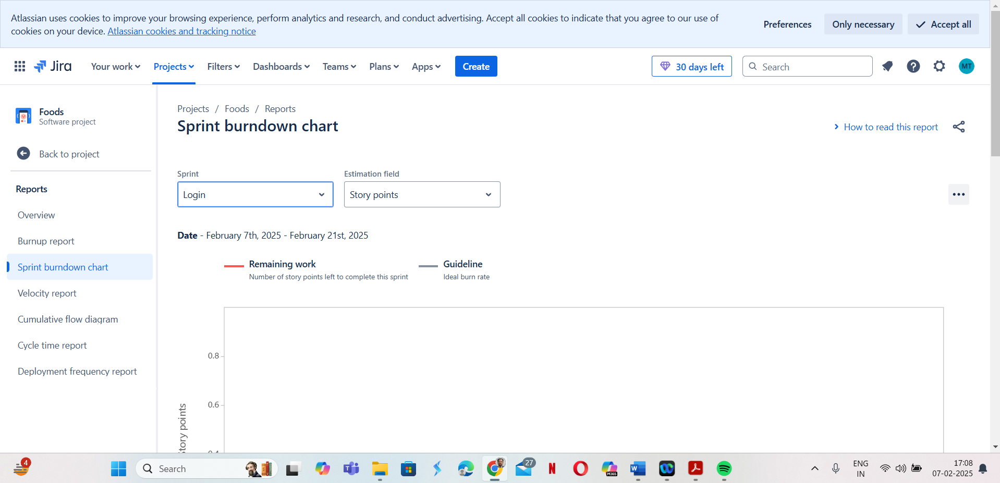 Atlassian uses cookies to improve your browsing experience, perform analytics and research, and conduct advertising. Accept all cookies to indicate that you agree to our use of
cookies on your device. Atlassian cookies and tracking notice
Preferences
Only necessary
Accept all
Jira
Your work
Projects
Filters
Dashboards
Teams
Plans
Apps
Create
30 days left
Search
MT
Foods
Software project
Back to project
Reports
Overview
Burnup report
Sprint burndown chart
Velocity report
Cumulative flow diagram
Cycle time report
Deployment frequency report
Projects / Foods / Reports
Sprint burndown chart
How to read this report
Sprint
Login
Estimation field
Story points
Date - February 7th, 2025 - February 21st, 2025
Remaining work
Number of story points left to complete this sprint
Guideline
Ideal burn rate
0.8
0.6
0.4
Story points
4
Search
27
M365
ENG
IN
17:08
07-02-2025